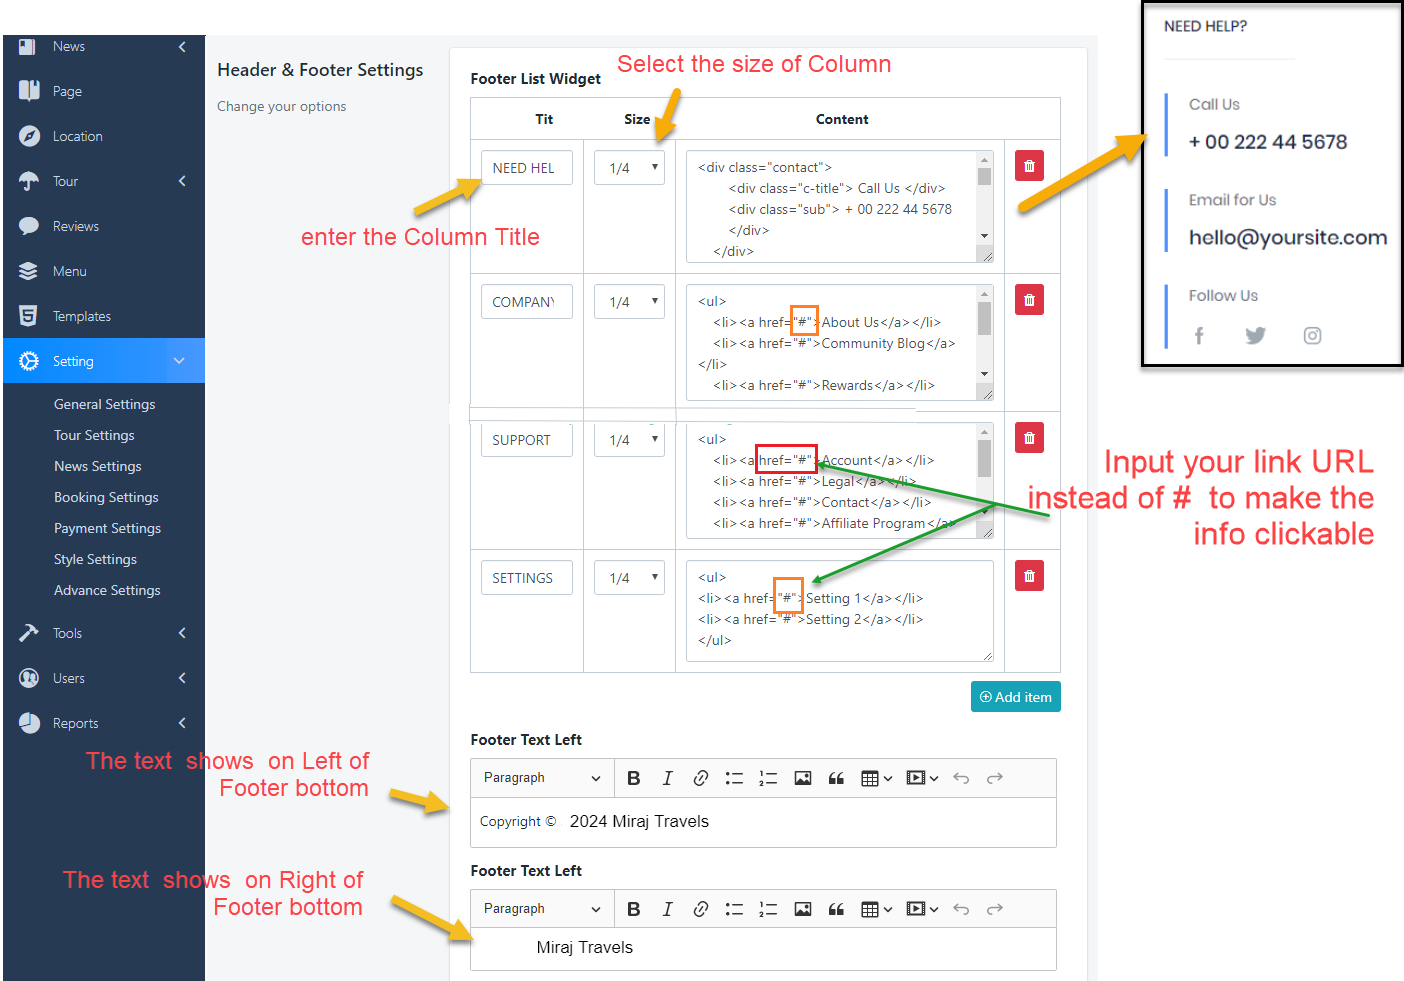 NEED HELP?
Call Us
+ 00 222 44 5678
Email for Us
hello@yoursite.com
Follow Us
News
Page
Location
Tour
Reviews
Menu
Templates
Setting
General Settings
Tour Settings
News Settings
Booking Settings
Payment Settings
Style Settings
Advance Settings
Tools
Users
Reports
Header & Footer Settings
Change your options
Select the size of Column
Footer List Widget
Tit Size Content
NEED HEL 1/4
<div class="contact">
<div class="c-title"> Call Us </div>
<div class="sub"> + 00 222 44 5678
</div>
</div>
enter the Column Title
COMPANY 1/4
<ul>
<li><a href="#">About Us</a></li>
<li><a href="#">Community Blog</a>
</li>
<li><a href="#">Rewards</a></li>
SUPPORT 1/4
<ul>
<li><a href="#">Account</a></li>
<li><a href="#">Legal</a></li>
<li><a href="#">Contact</a></li>
<li><a href="#">Affiliate Program</a>
Input your link URL
instead of # to make the
info clickable
SETTINGS 1/4
<ul>
<li><a href="#">Setting 1</a></li>
<li><a href="#">Setting 2</a></li>
</ul>
Add item
Footer Text Left
The text shows on Left of
Footer bottom
Paragraph
Copyright © 2024 Miraj Travels
Footer Text Left
The text shows on Right of
Footer bottom
Paragraph
Miraj Travels